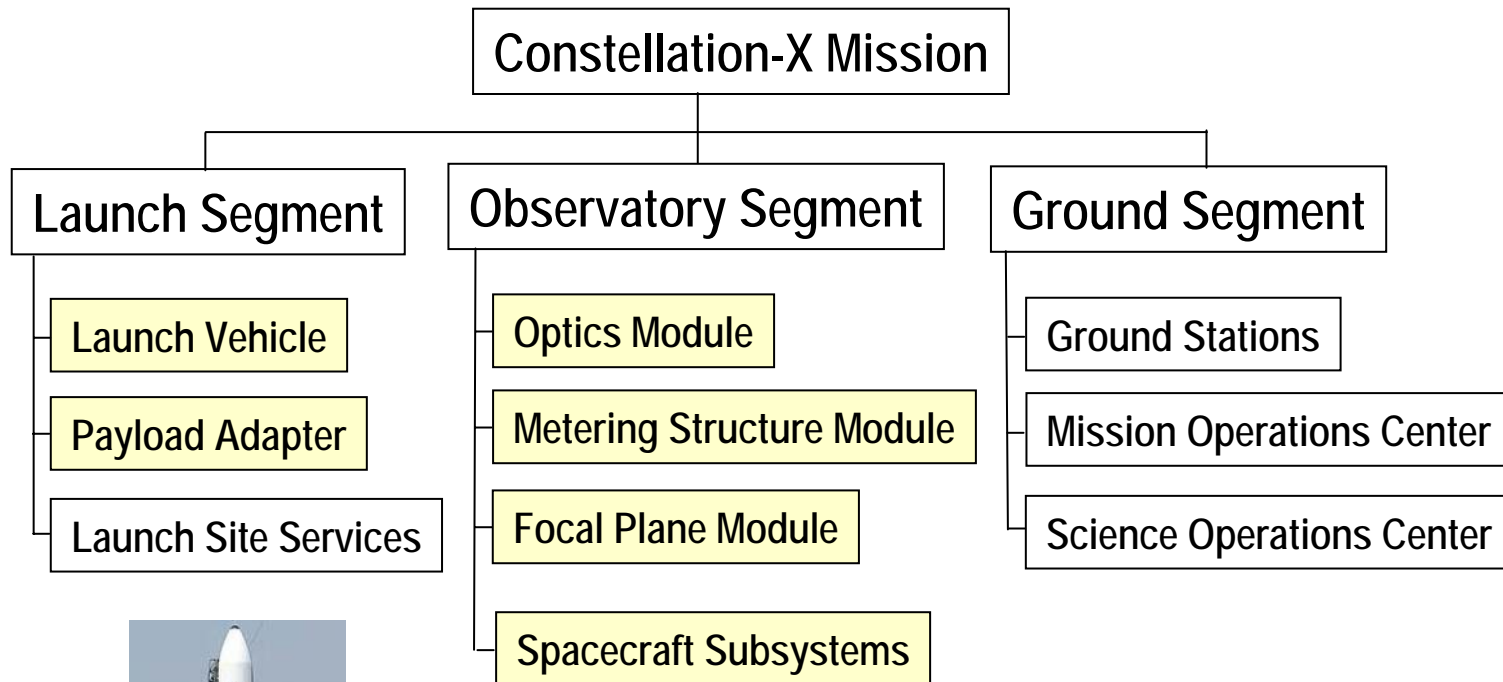 Constellation-X Mission
Launch Segment
Launch Vehicle
Payload Adapter
Launch Site Services
Observatory Segment
Optics Module
Metering Structure Module
Focal Plane Module
Spacecraft Subsystems
Ground Segment
Ground Stations
Mission Operations Center
Science Operations Center